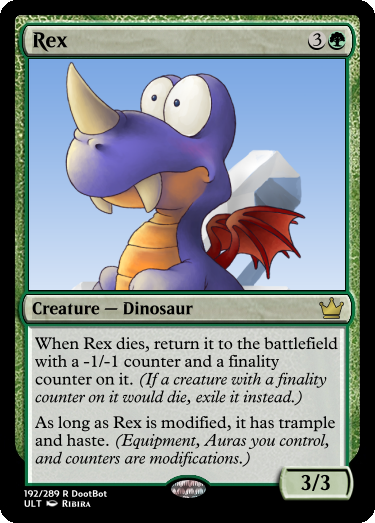 Rex 3
Creature — Dinosaur
When Rex dies, return it to the battlefield
with a -1/-1 counter and a finality
counter on it. (If a creature with a finality
counter on it would die, exile it instead.)
As long as Rex is modified, it has trample
and haste. (Equipment, Auras you control,
and counters are modifications.)
3/3
192/289 R DootBot
ULT Ribira